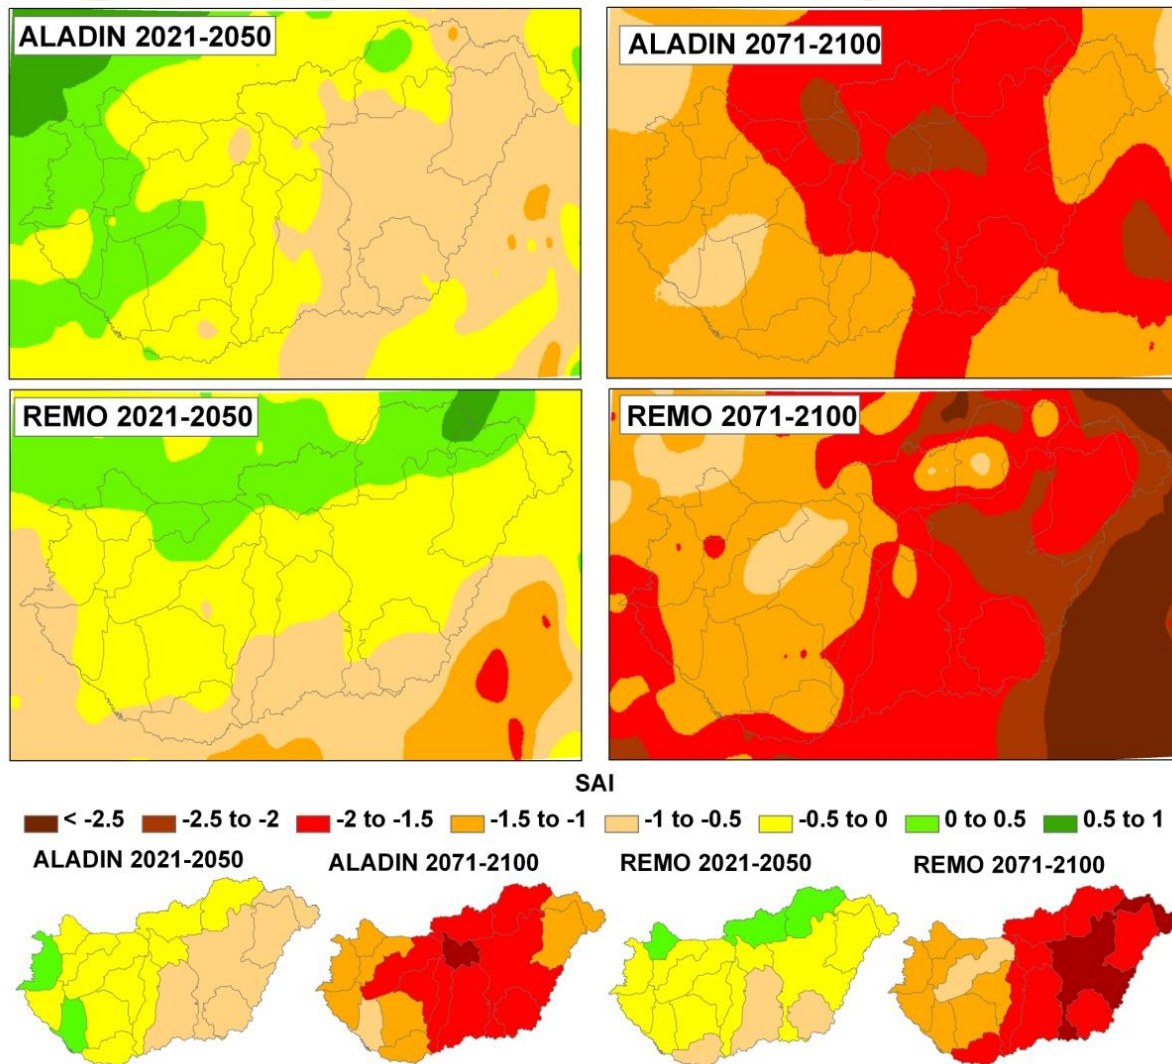 ALADIN 2021-2050
ALADIN 2071-2100
REMO 2021-2050
REMO 2071-2100
SAI
< -2.5 -2.5 to -2 -2 to -1.5 -1.5 to -1 -1 to -0.5 -0.5 to 0 0 to 0.5 0.5 to 1
ALADIN 2021-2050 ALADIN 2071-2100 REMO 2021-2050 REMO 2071-2100